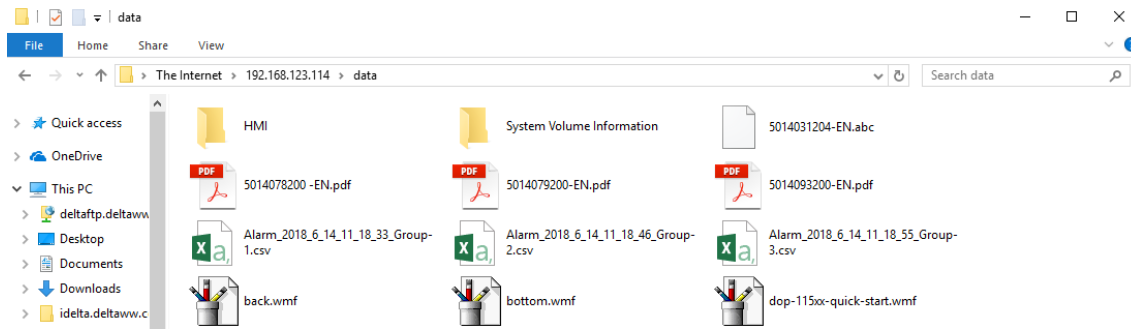 data
File Home Share View
The Internet 192.168.123.114 data
Search data
Quick access
OneDrive
This PC
deltaftp.deltaww
Desktop
Documents
Downloads
idelta.deltaww.c
HMI
System Volume Information
5014031204-EN.abc
PDF
5014078200 -EN.pdf
PDF
5014079200-EN.pdf
PDF
5014093200-EN.pdf
X a,
Alarm_2018_6_14_11_18_33_Group-
1.csv
X a,
Alarm_2018_6_14_11_18_46_Group-
2.csv
X a,
Alarm_2018_6_14_11_18_55_Group-
3.csv
back.wmf
bottom.wmf
dop-115xx-quick-start.wmf